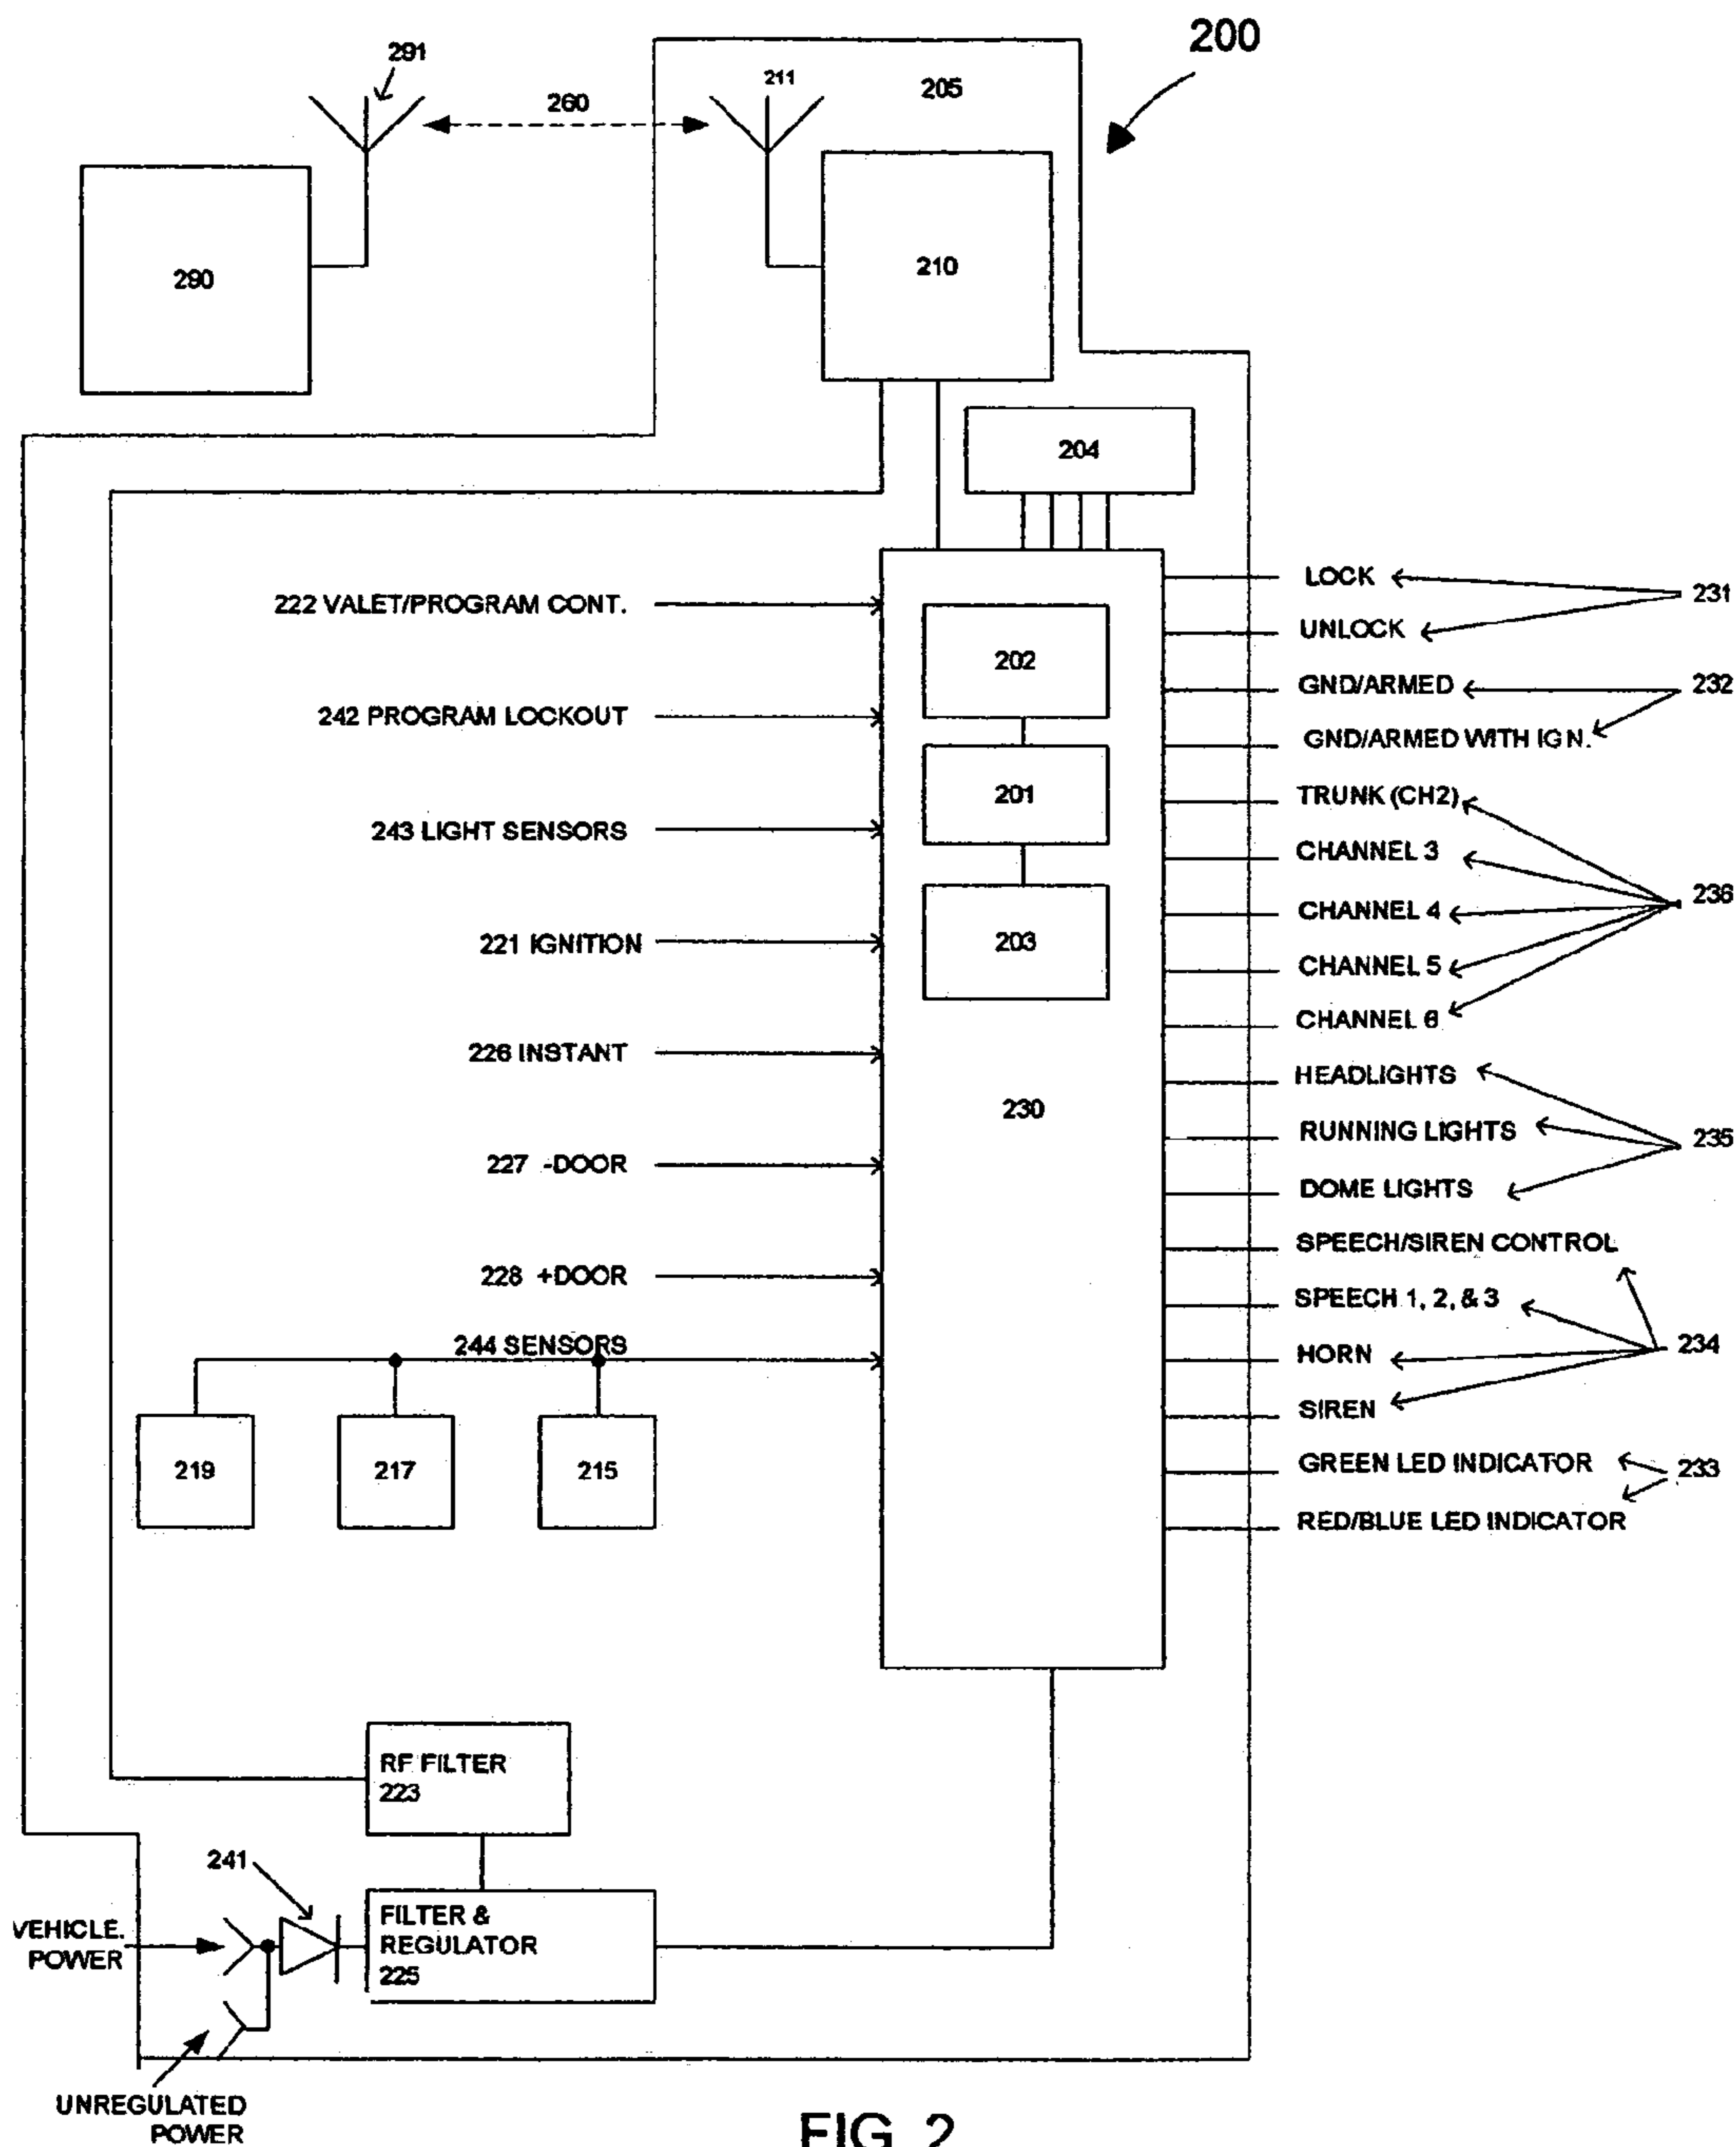 200
291
260
211
205
290
210
204
222 VALET/PROGRAM CONT.
242 PROGRAM LOCKOUT
243 LIGHT SENSORS
221 IGNITION
226 INSTANT
227 -DOOR
228 +DOOR
244 SENSORS
219
217
215
202
201
203
230
LOCK
UNLOCK
231
GND/ARMED
GND/ARMED WITH IGN.
232
TRUNK (CH2)
CHANNEL 3
CHANNEL 4
CHANNEL 5
CHANNEL 6
236
HEADLIGHTS
RUNNING LIGHTS
DOME LIGHTS
235
SPEECH/SIREN CONTROL
SPEECH 1, 2, & 3
HORN
SIREN
234
GREEN LED INDICATOR
RED/BLUE LED INDICATOR
233
RF FILTER
223
241
FILTER &
REGULATOR
225
VEHICLE.
POWER
UNREGULATED
POWER
FIG. 2